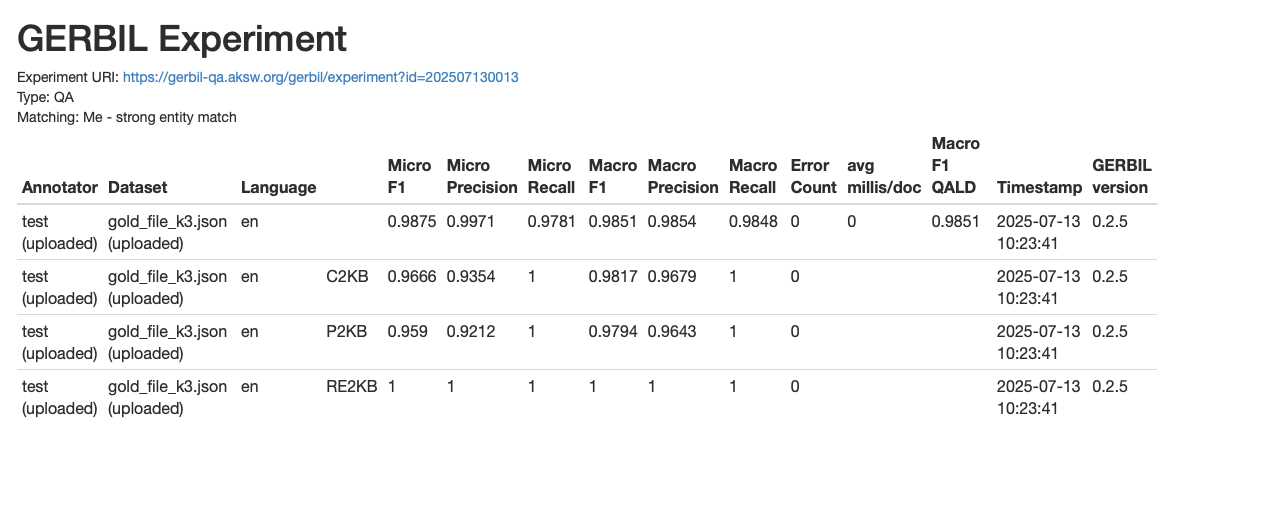 GERBIL Experiment
Experiment URI: https://gerbil-qa.aksw.org/gerbil/experiment?id=202507130013
Type: QA
Matching: Me - strong entity match
Annotator Dataset Language Micro F1 Micro Precision Micro Recall Macro F1 Macro Precision Macro Recall Error Count avg millis/doc Macro F1 QALD Timestamp GERBIL version
test (uploaded) gold_file_k3.json (uploaded) en 0.9875 0.9971 0.9781 0.9851 0.9854 0.9848 0 0 0.9851 2025-07-13 10:23:41 0.2.5
test (uploaded) gold_file_k3.json (uploaded) en C2KB 0.9666 0.9354 1 0.9817 0.9679 1 0 2025-07-13 10:23:41 0.2.5
test (uploaded) gold_file_k3.json (uploaded) en P2KB 0.959 0.9212 1 0.9794 0.9643 1 0 2025-07-13 10:23:41 0.2.5
test (uploaded) gold_file_k3.json (uploaded) en RE2KB 1 1 1 1 1 1 0 2025-07-13 10:23:41 0.2.5